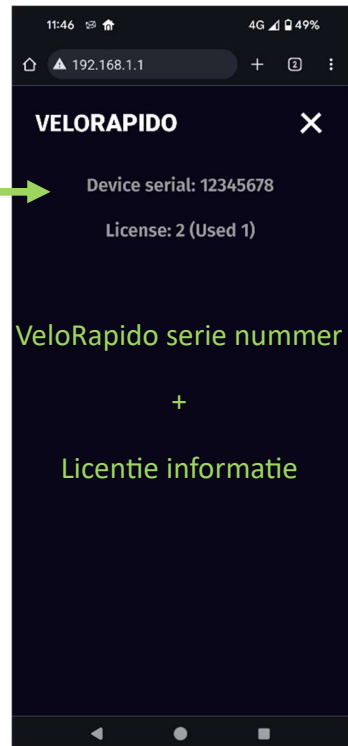 11:46 4G 49%
192.168.1.1 2
VELORAPIDO
Device serial: 12345678
License: 2 (Used 1)
VeloRapido serie nummer
+
Licentie informatie